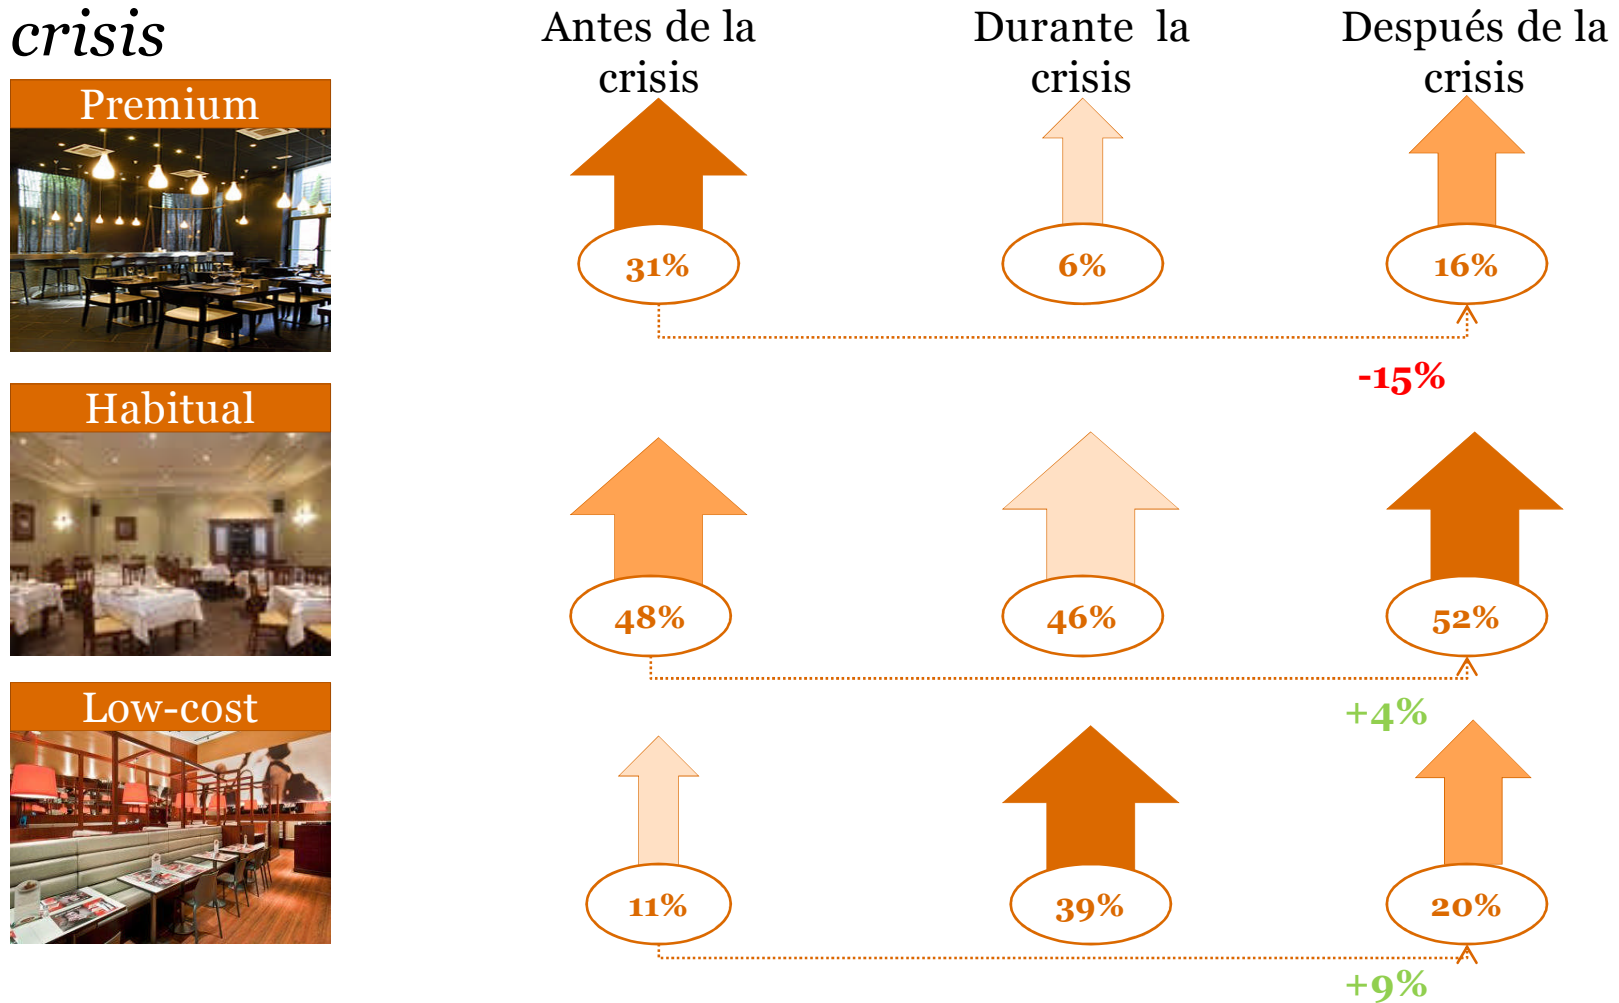 crisis
Antes de la
crisis
Durante la
crisis
Después de la
crisis
Premium
31%
6%
16%
-15%
Habitual
48%
46%
52%
+4%
Low-cost
11%
39%
20%
+9%